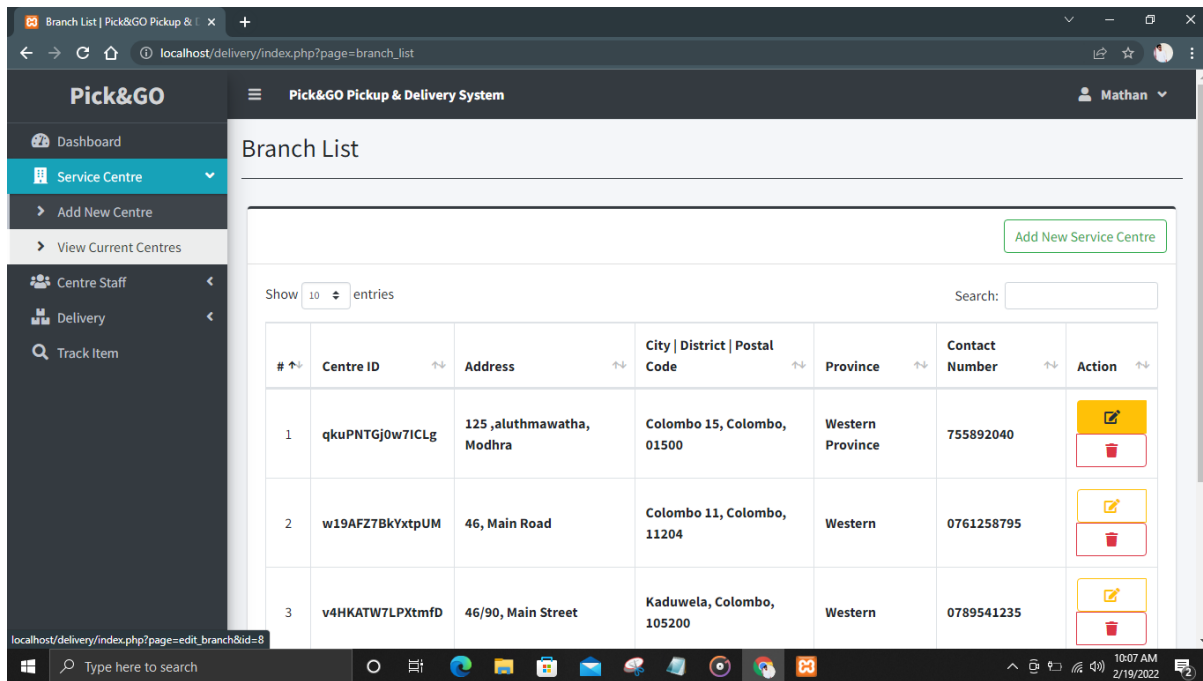 Branch List | Pick&GO Pickup & D
localhost/delivery/index.php?page=branch_list
Pick&GO
Pick&GO Pickup & Delivery System
Mathan
Dashboard
Service Centre
Add New Centre
View Current Centres
Centre Staff
Delivery
Track Item
Branch List
Add New Service Centre
Show 10 entries
Search:
# Centre ID Address City | District | Postal Code Province Contact Number Action
1 qkuPNTGj0w7ICLg 125 ,aluthmawatha, Modhra Colombo 15, Colombo, 01500 Western Province 755892040
2 w19AFZ7BkYxtpUM 46, Main Road Colombo 11, Colombo, 11204 Western 0761258795
3 v4HKATW7LPXtmfD 46/90, Main Street Kaduwela, Colombo, 105200 Western 0789541235
localhost/delivery/index.php?page=edit_branch&id=8
Type here to search
10:07 AM
2/19/2022
2